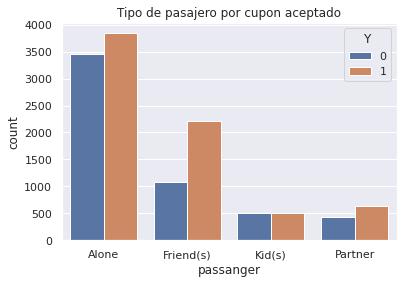 Tipo de pasajero por cupon aceptado
Y
0
1
4000
3500
3000
2500
2000
1500
1000
500
0
count
Alone
Friend(s)
Kid(s)
Partner
passanger